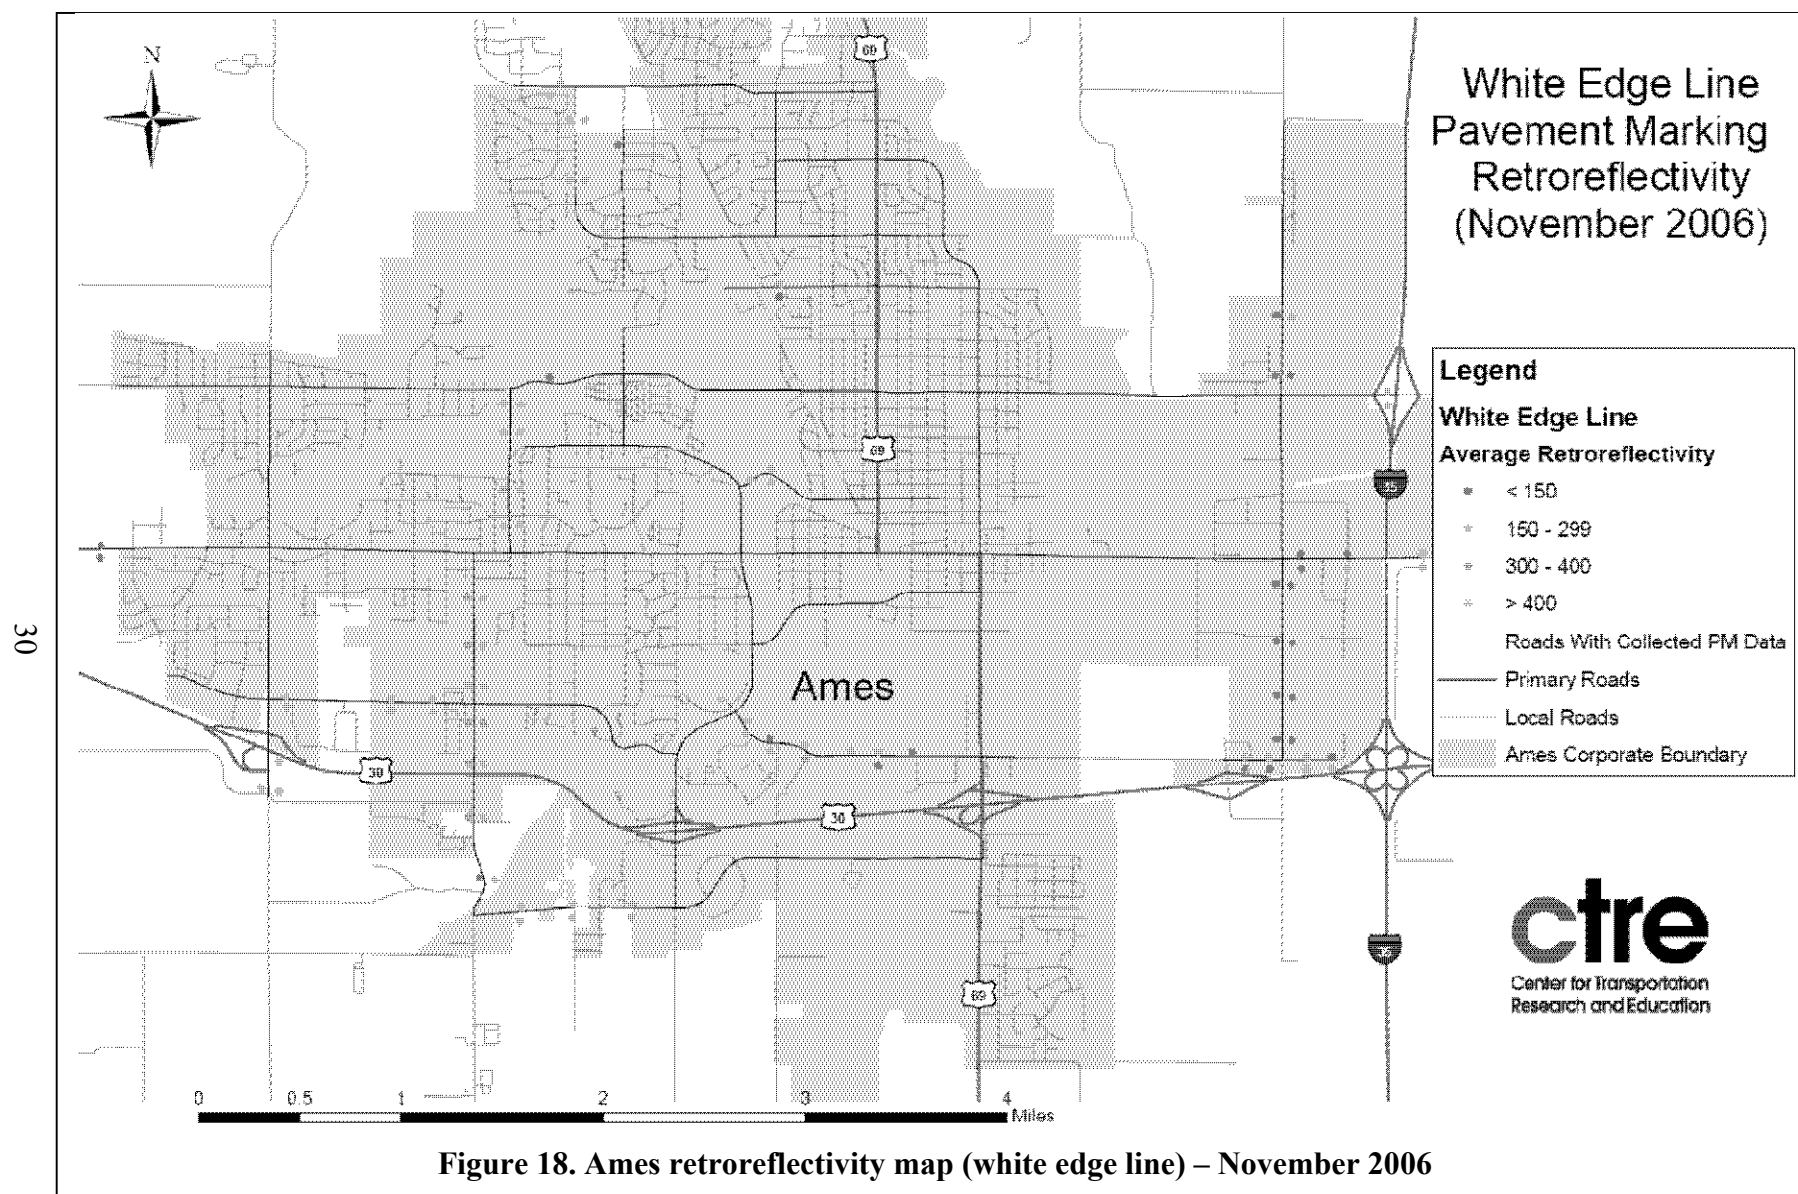 N
69
White Edge Line
Pavement Marking
Retroreflectivity
(November 2006)
Legend
White Edge Line
Average Retroreflectivity
< 150
150 - 299
300 - 400
> 400
Roads With Collected PM Data
Primary Roads
Local Roads
Ames Corporate Boundary
69
35
30
Ames
30
30
69
ctre
Center for Transportation
Research and Education
0 0.5 1 2 3 4
Miles
Figure 18. Ames retroreflectivity map (white edge line) – November 2006